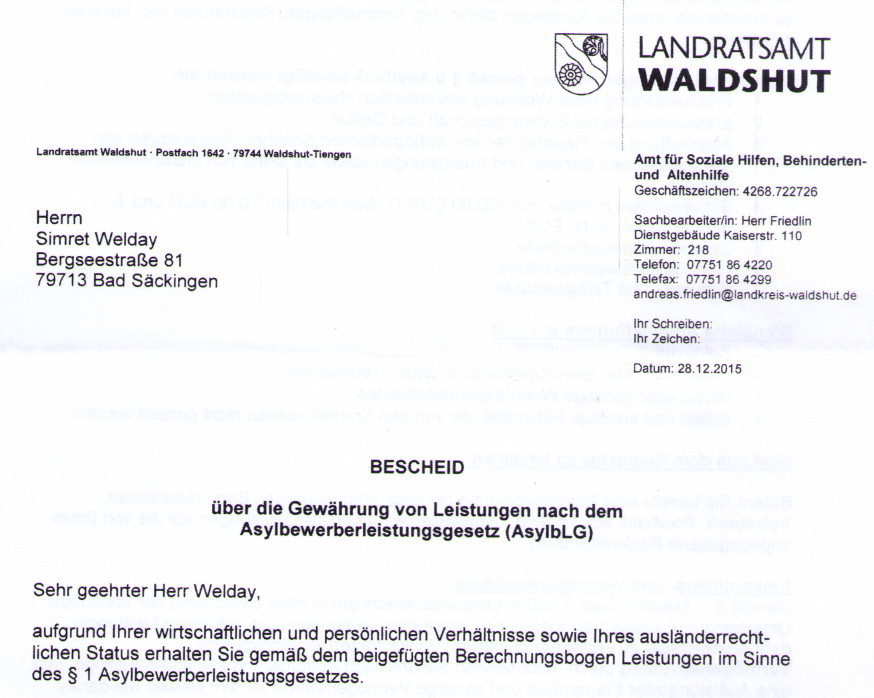 LANDRATSAMT
WALDSHUT
Landratsamt Waldshut · Postfach 1642 · 79744 Waldshut-Tiengen
Amt für Soziale Hilfen, Behinderten-
und Altenhilfe
Geschäftszeichen: 4268.722726
Herrn
Simret Welday
Bergseestraße 81
79713 Bad Säckingen
Sachbearbeiter/in: Herr Friedlin
Dienstgebäude Kaiserstr. 110
Zimmer: 218
Telefon: 07751 86 4220
Telefax: 07751 86 4299
andreas.friedlin@landkreis-waldshut.de
Ihr Schreiben:
Ihr Zeichen:
Datum: 28.12.2015
BESCHEID
über die Gewährung von Leistungen nach dem
Asylbewerberleistungsgesetz (AsylbLG)
Sehr geehrter Herr Welday,
aufgrund Ihrer wirtschaftlichen und persönlichen Verhältnisse sowie Ihres ausländerrecht-
lichen Status erhalten Sie gemäß dem beigefügten Berechnungsbogen Leistungen im Sinne
des § 1 Asylbewerberleistungsgesetzes.